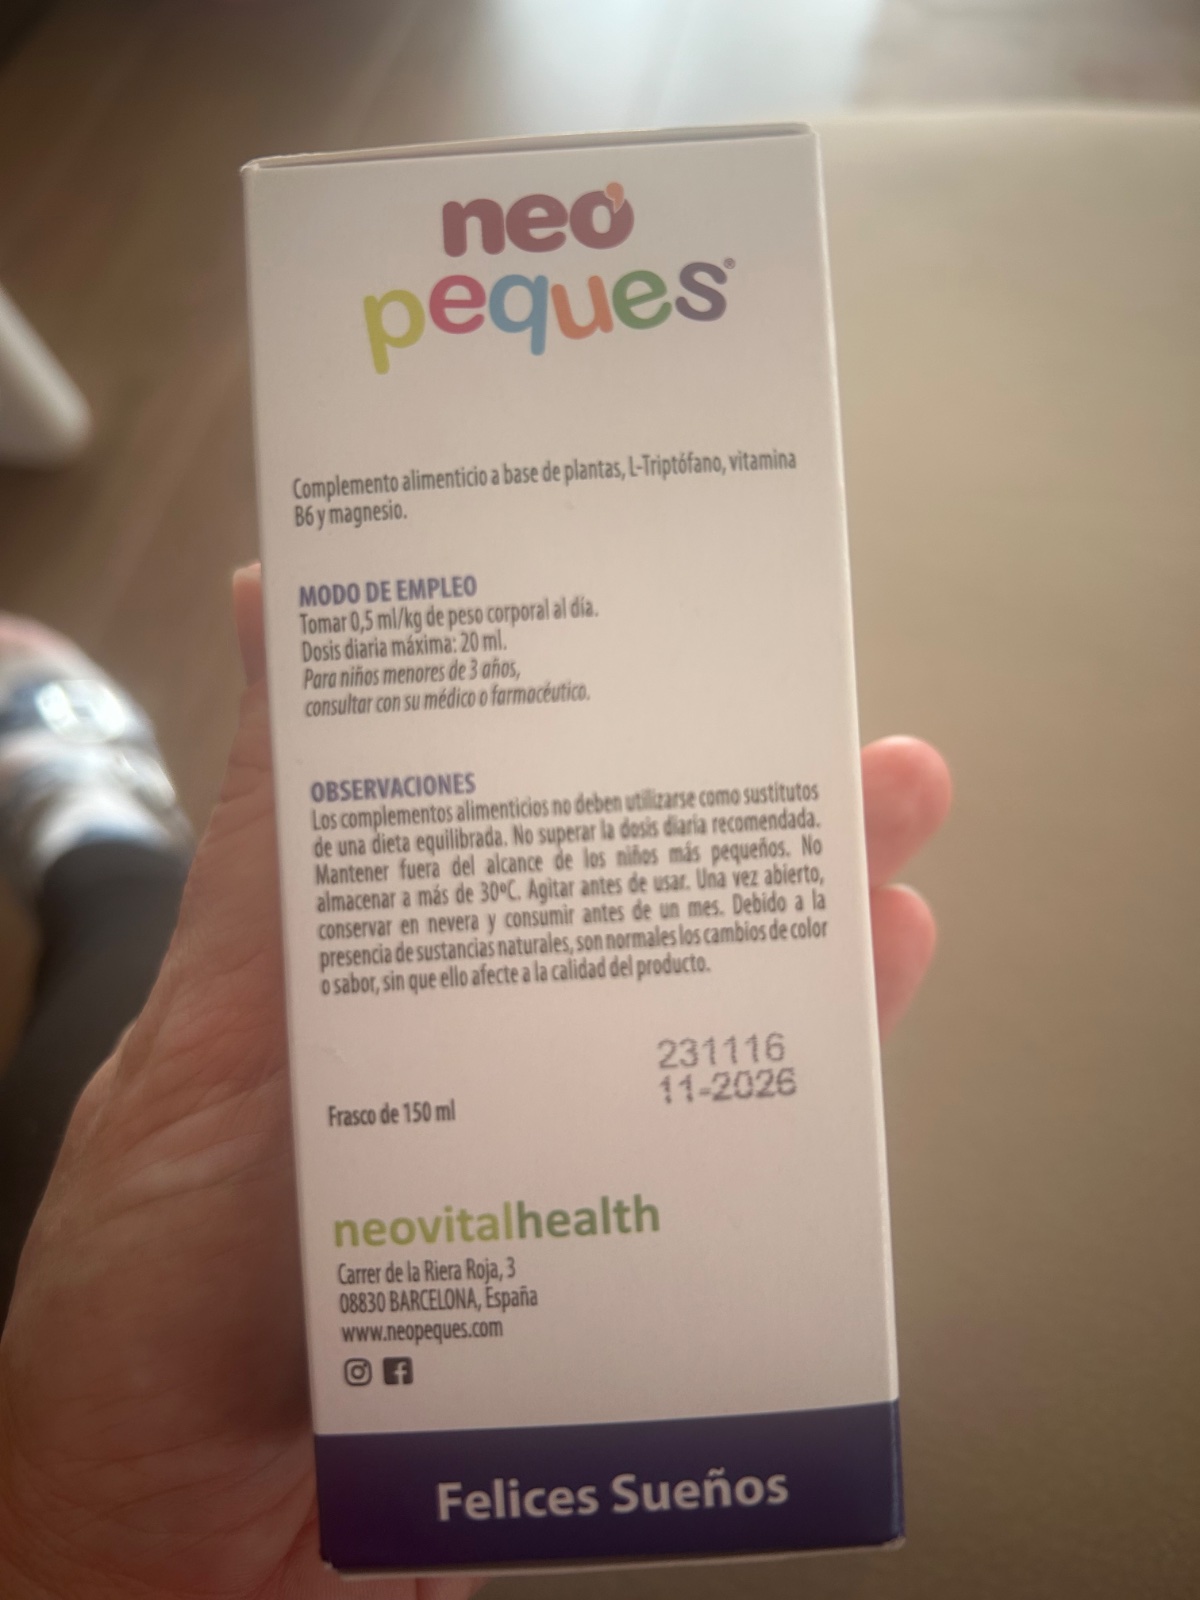 neo
peques®
Complemento alimenticio a base de plantas, L-Triptófano, vitamina
B6 y magnesio.
MODO DE EMPLEO
Tomar 0,5 ml/kg de peso corporal al día.
Dosis diaria máxima: 20 ml.
Para niños menores de 3 años,
consultar con su médico o farmacéutico.
OBSERVACIONES
Los complementos alimenticios no deben utilizarse como sustitutos
de una dieta equilibrada. No superar la dosis diaria recomendada.
Mantener fuera del alcance de los niños más pequeños. No
almacenar a más de 30ºC. Agitar antes de usar. Una vez abierto,
conservar en nevera y consumir antes de un mes. Debido a la
presencia de sustancias naturales, son normales los cambios de color
o sabor, sin que ello afecte a la calidad del producto.
231116
11-2026
Frasco de 150 ml
neovitalhealth
Carrer de la Riera Roja, 3
08830 BARCELONA, España
www.neopeques.com
Felices Sueños